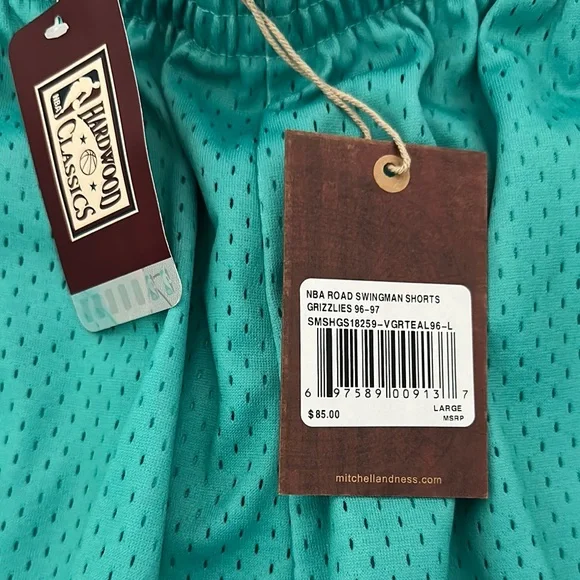 NBA
HARDWOOD
CLASSICS
NBA ROAD SWINGMAN SHORTS
GRIZZLIES 96-97
SMSHGS18259-VGRTEAL96-L
6 97589 00913 7
$85.00
LARGE
MSRP
mitchellandness.com